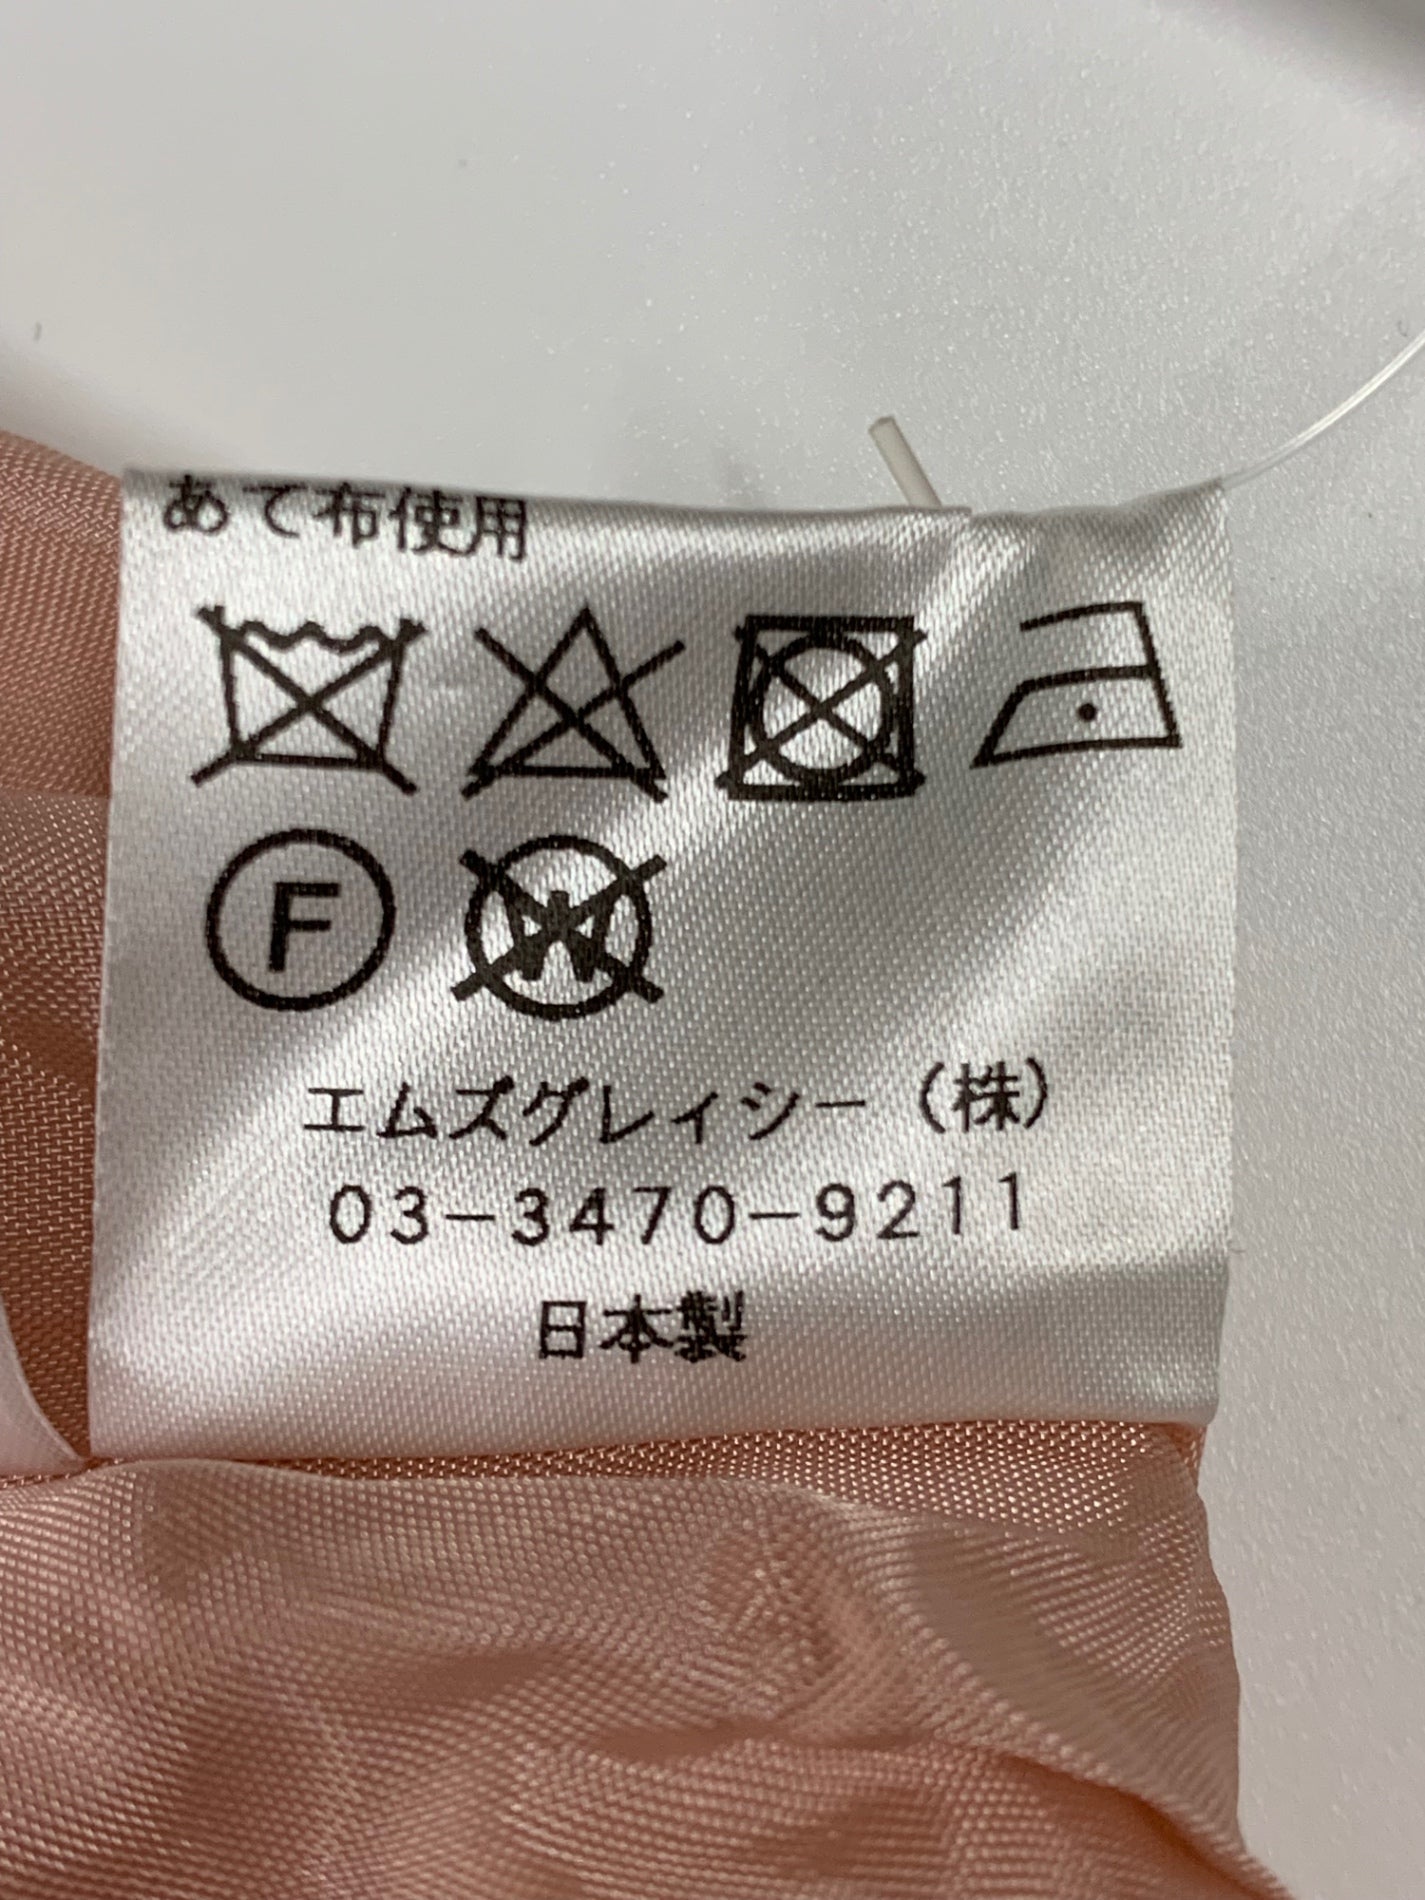 あて布使用
F
W
エムズグレィシー(株)
03-3470-9211
日本製